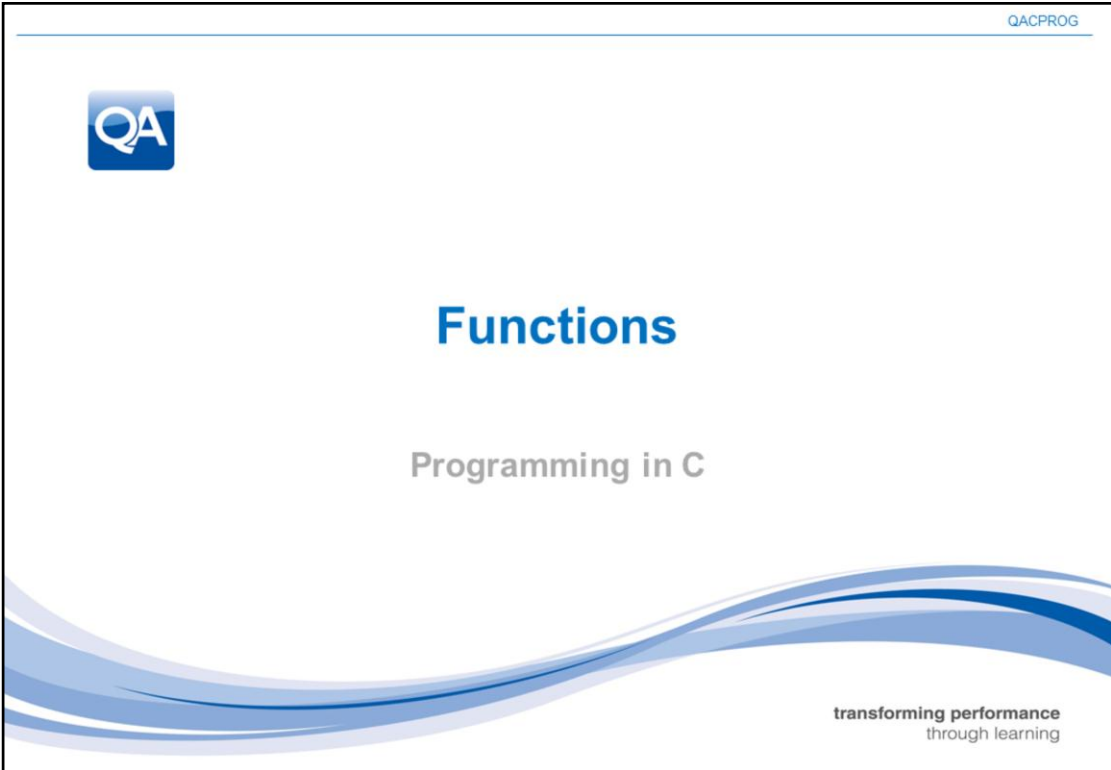 QACPROG
QA
Functions
Programming in C
transforming performance
through learning